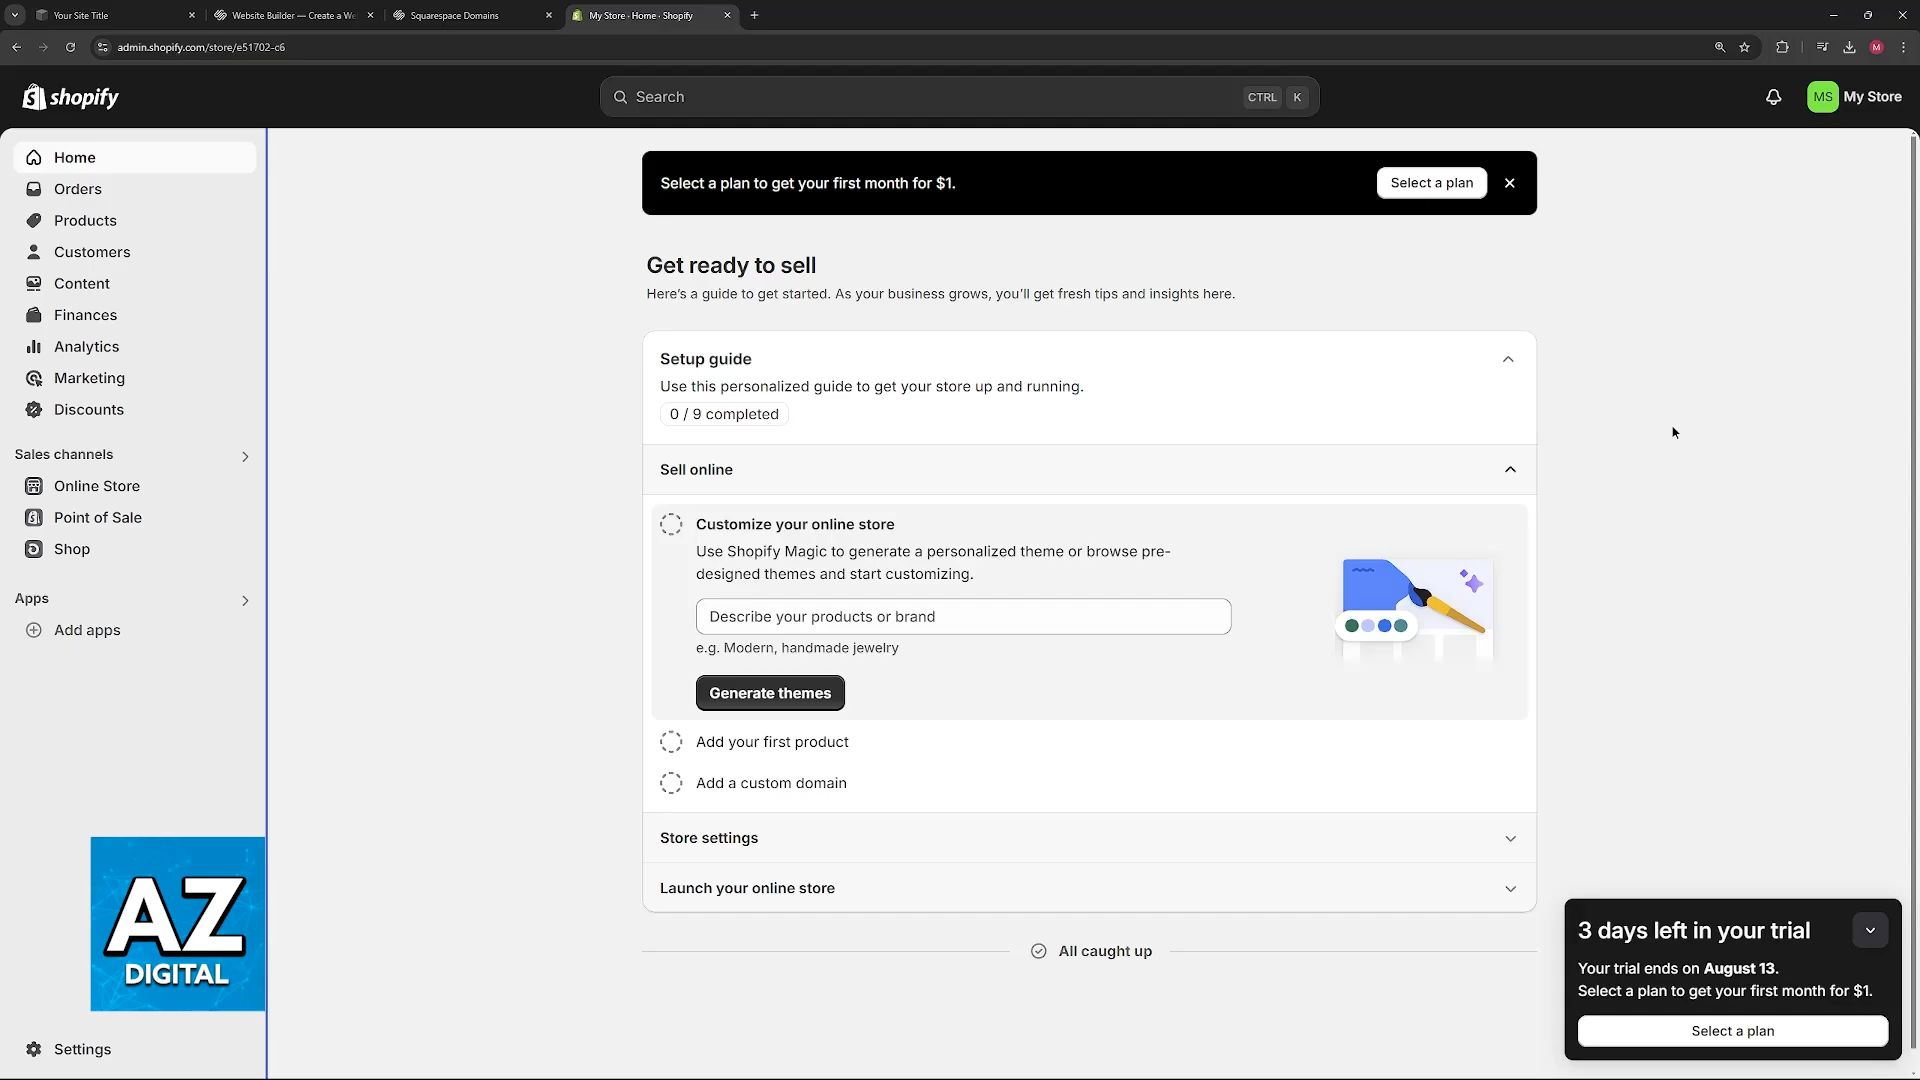 Your Site Title
Website Builder — Create a We
Squarespace Domains
My Store · Home · Shopify
admin.shopify.com/store/e51702-c6
M
shopify
Search
CTRL K
MS My Store
Home
Orders
Products
Customers
Content
Finances
Analytics
Marketing
Discounts
Sales channels
Online Store
Point of Sale
Shop
Apps
Add apps
Settings
AZ
DIGITAL
Select a plan to get your first month for $1.
Select a plan
Get ready to sell
Here's a guide to get started. As your business grows, you'll get fresh tips and insights here.
Setup guide
Use this personalized guide to get your store up and running.
0 / 9 completed
Sell online
Customize your online store
Use Shopify Magic to generate a personalized theme or browse pre-
designed themes and start customizing.
Describe your products or brand
e.g. Modern, handmade jewelry
Generate themes
Add your first product
Add a custom domain
Store settings
Launch your online store
All caught up
3 days left in your trial
Your trial ends on August 13.
Select a plan to get your first month for $1.
Select a plan